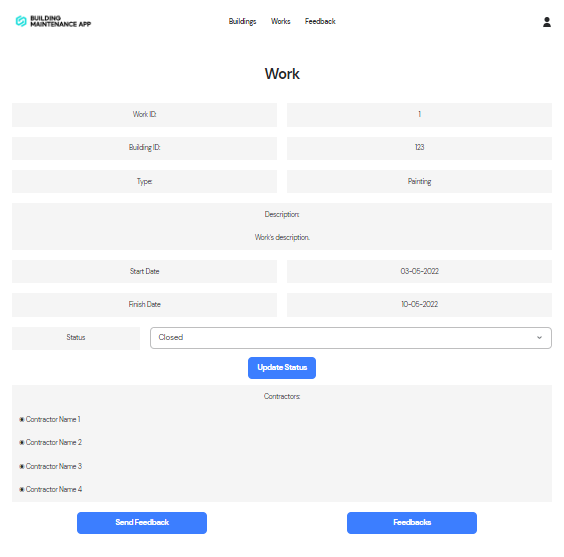 BUILDING
MAINTENANCE APP
Buildings Works Feedback
Work
Work ID: 1
Building ID: 123
Type: Painting
Description:
Work's description.
Start Date 03-05-2022
Finish Date 10-05-2022
Status Closed
Update Status
Contractors:
Contractor Name 1
Contractor Name 2
Contractor Name 3
Contractor Name 4
Send Feedback Feedbacks